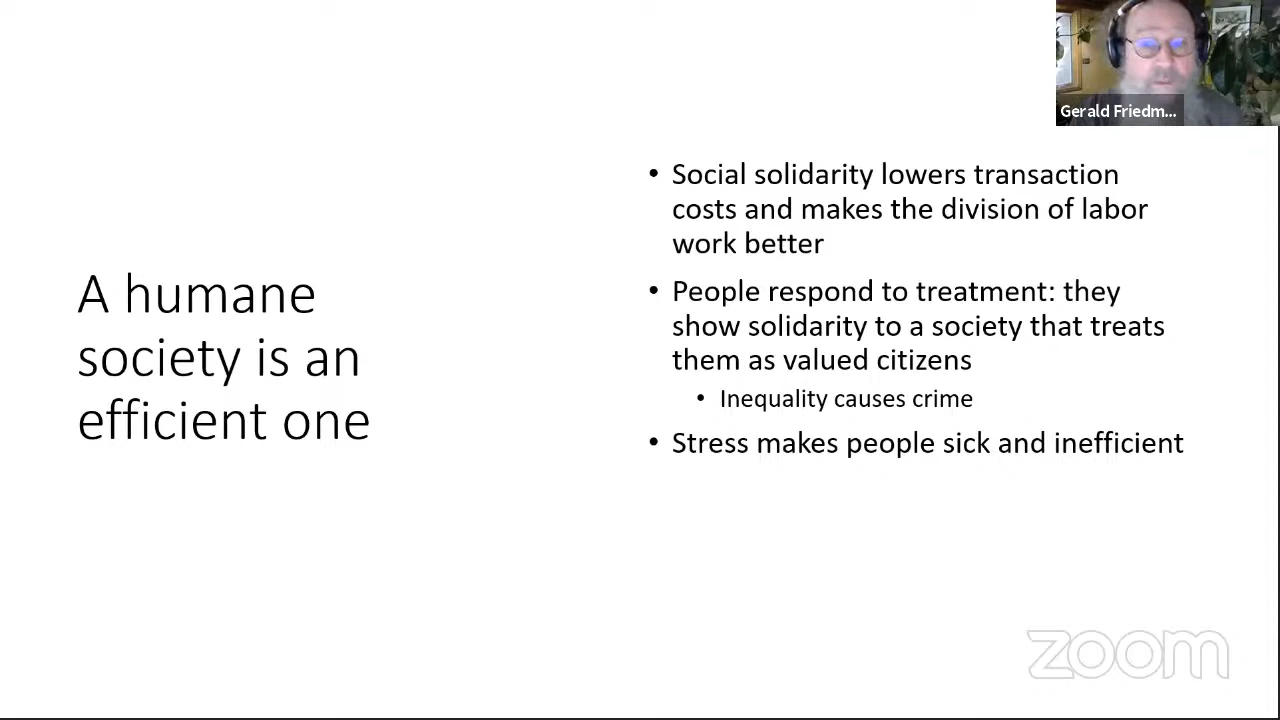 Gerald Friedm...
• Social solidarity lowers transaction
costs and makes the division of labor
work better
• People respond to treatment: they
show solidarity to a society that treats
them as valued citizens
• Inequality causes crime
• Stress makes people sick and inefficient
A humane
society is an
efficient one
zoom